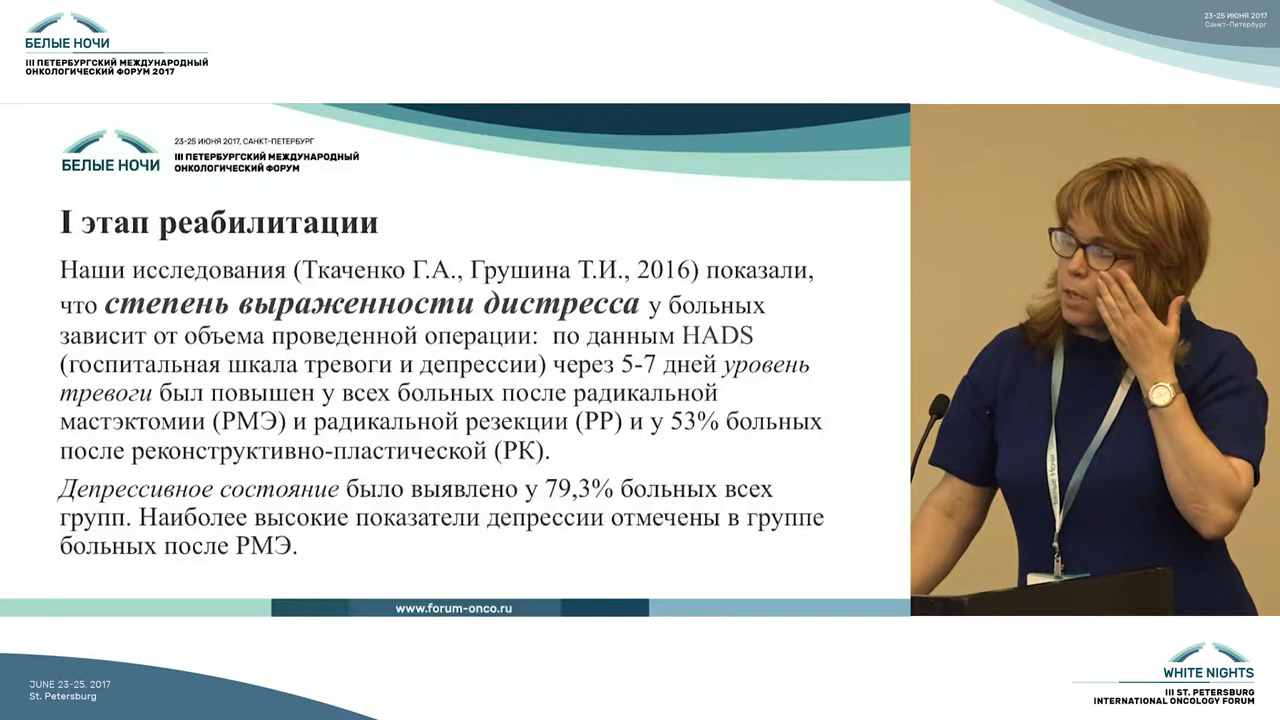 БЕЛЫЕ НОЧИ
III ПЕТЕРБУРГСКИЙ МЕЖДУНАРОДНЫЙ
ОНКОЛОГИЧЕСКИЙ ФОРУМ 2017
23-25 ИЮНЯ 2017
Санкт-Петербург
БЕЛЫЕ НОЧИ
23-25 ИЮНЯ 2017, САНКТ-ПЕТЕРБУРГ
III ПЕТЕРБУРГСКИЙ МЕЖДУНАРОДНЫЙ
ОНКОЛОГИЧЕСКИЙ ФОРУМ
I этап реабилитации
Наши исследования (Ткаченко Г.А., Грушина Т.И., 2016) показали,
что степень выраженности дистресса у больных
зависит от объема проведенной операции: по данным HADS
(госпитальная шкала тревоги и депрессии) через 5-7 дней уровень
тревоги был повышен у всех больных после радикальной
мастэктомии (РМЭ) и радикальной резекции (РР) и у 53% больных
после реконструктивно-пластической (РК).
Депрессивное состояние было выявлено у 79,3% больных всех
групп. Наиболее высокие показатели депрессии отмечены в группе
больных после РМЭ.
www.forum-onco.ru
Белые Ночи
JUNE 23-25, 2017
St. Petersburg
WHITE NIGHTS
III ST. PETERSBURG
INTERNATIONAL ONCOLOGY FORUM